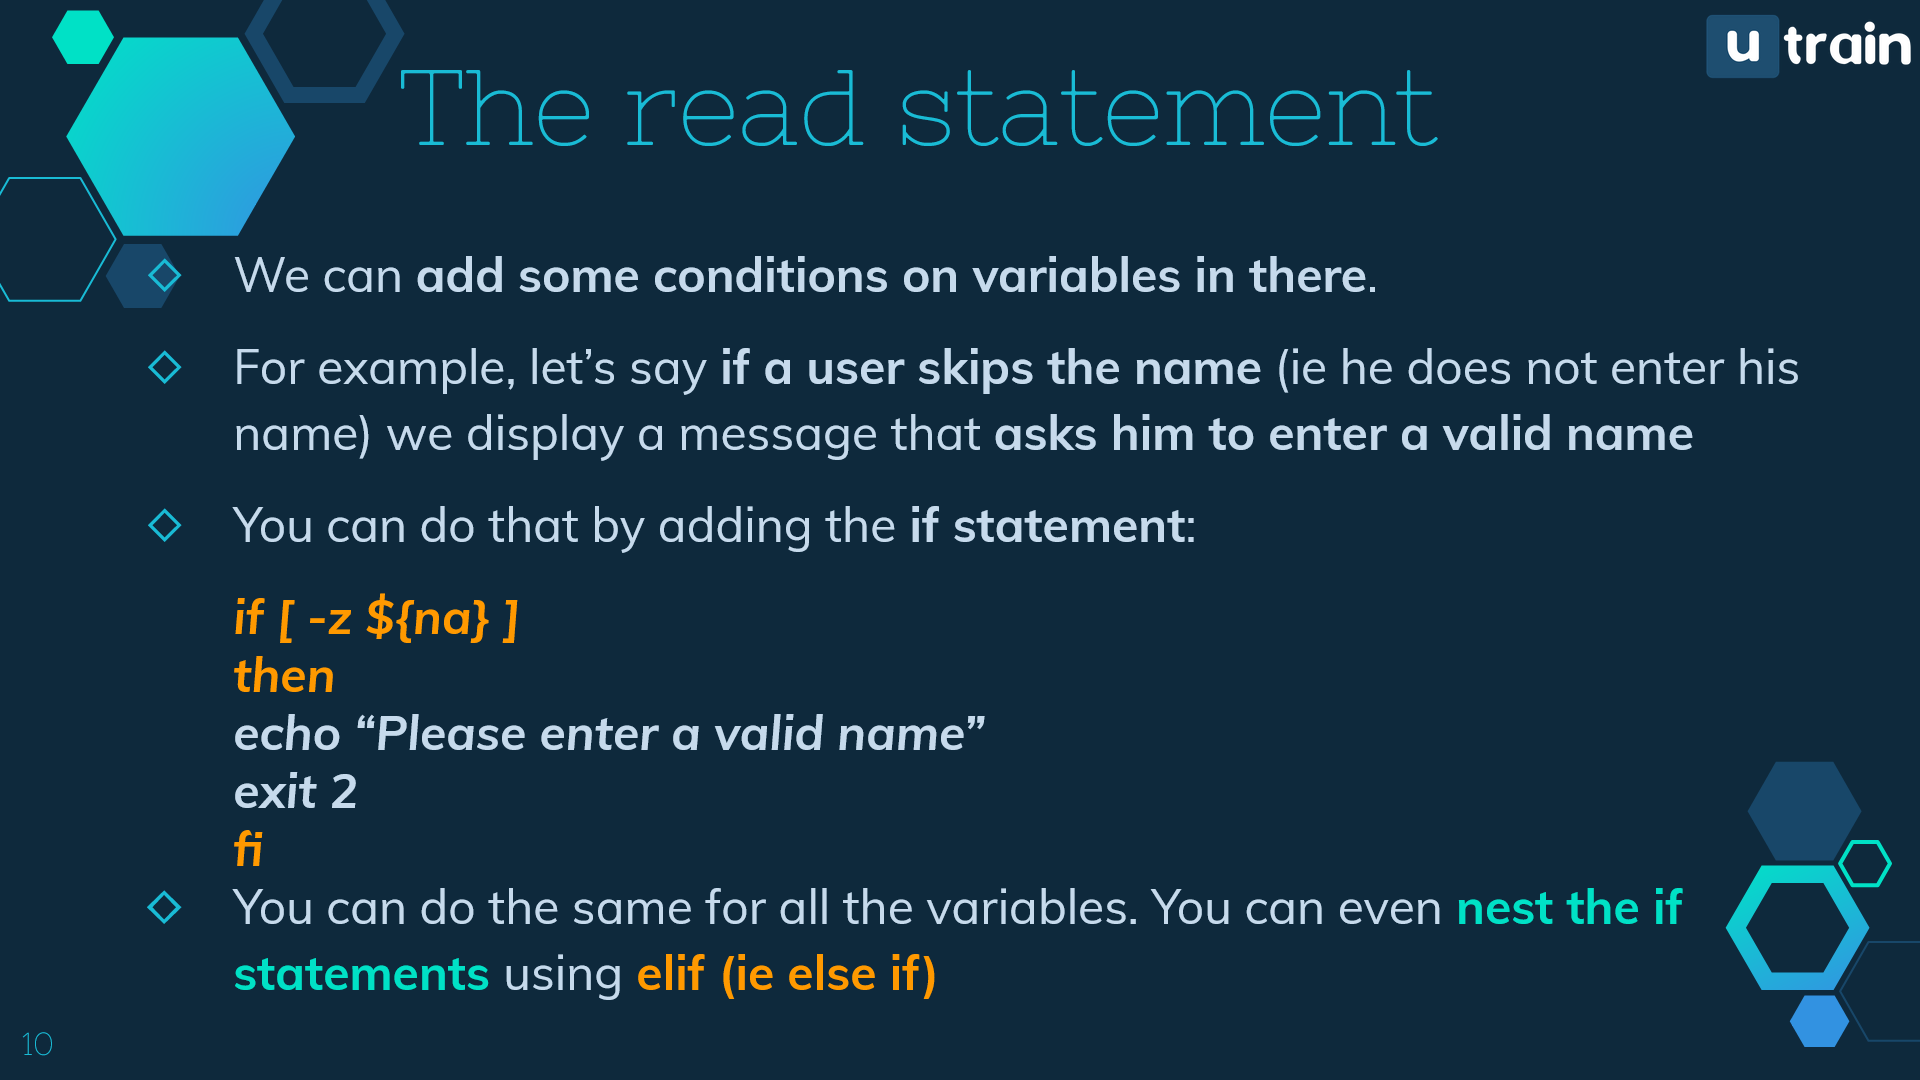 u train
The read statement
We can add some conditions on variables in there.
For example, let’s say if a user skips the name (ie he does not enter his
name) we display a message that asks him to enter a valid name
You can do that by adding the if statement:
if [ -z ${na} ]
then
echo “Please enter a valid name”
exit 2
fi
You can do the same for all the variables. You can even nest the if
statements using elif (ie else if)
10